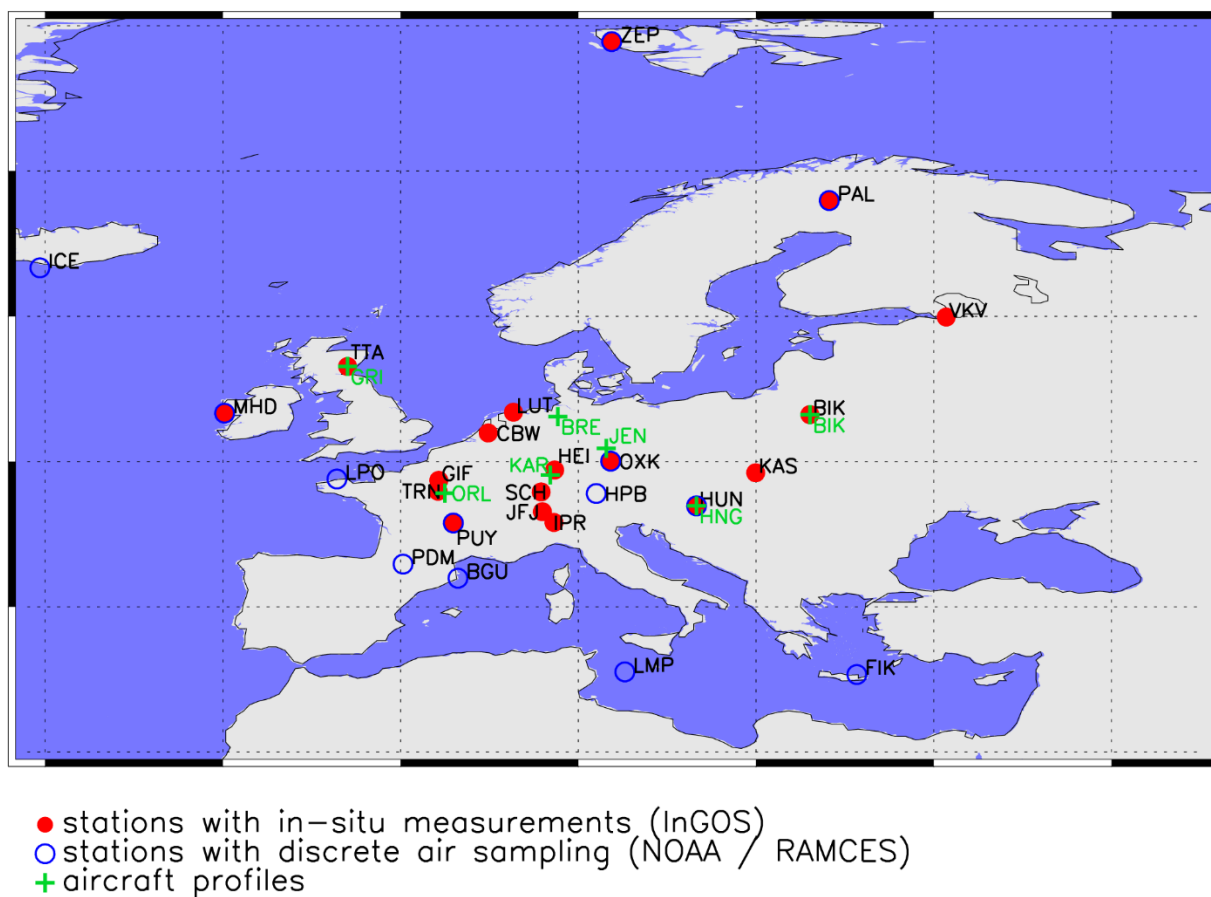 ZEP
PAL
ICE
VKV
TTA
GRI
MHD
LUT
BIK
BIK
BRE
CBW
JEN
HEI
OXK
KAR
KAS
LPO
GIF
TRN
ORL
SCH
HPB
HUN
HNG
JFJ
IPR
PUY
PDM
BGU
LMP
FIK
stations with in-situ measurements (InGOS)
stations with discrete air sampling (NOAA / RAMCES)
aircraft profiles